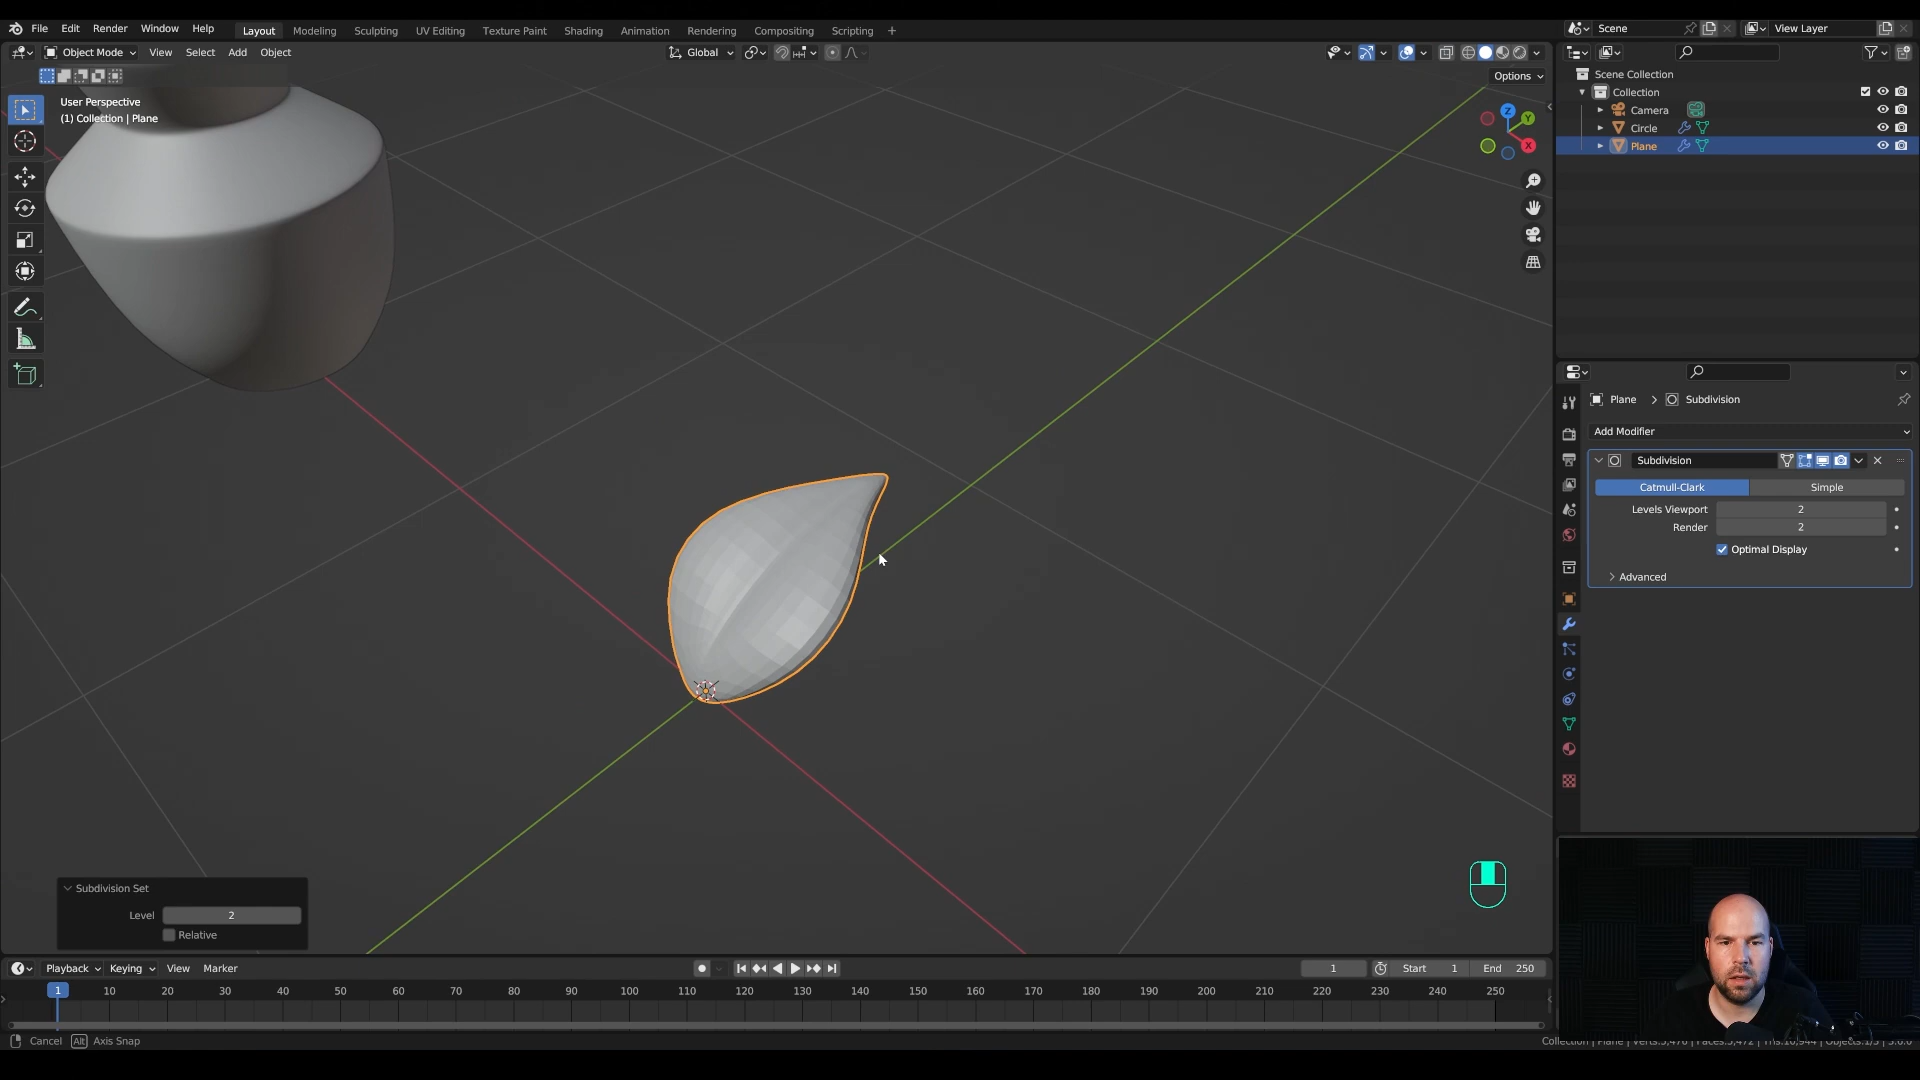 File Edit Render Window Help
Layout Modeling Sculpting UV Editing Texture Paint Shading Animation Rendering Compositing Scripting +
Scene
View Layer
Object Mode View Select Add Object
Global
Options
User Perspective
(1) Collection | Plane
Z
Y
X
Scene Collection
Collection
Camera
Circle
Plane
Plane > Subdivision
Add Modifier
Subdivision
Catmull-Clark Simple
Levels Viewport 2
Render 2
Optimal Display
Advanced
Subdivision Set
Level 2
Relative
Playback Keying View Marker
1
Start 1 End 250
1 10 20 30 40 50 60 70 80 90 100 110 120 130 140 150 160 170 180 190 200 210 220 230 240 250
Cancel Alt Axis Snap